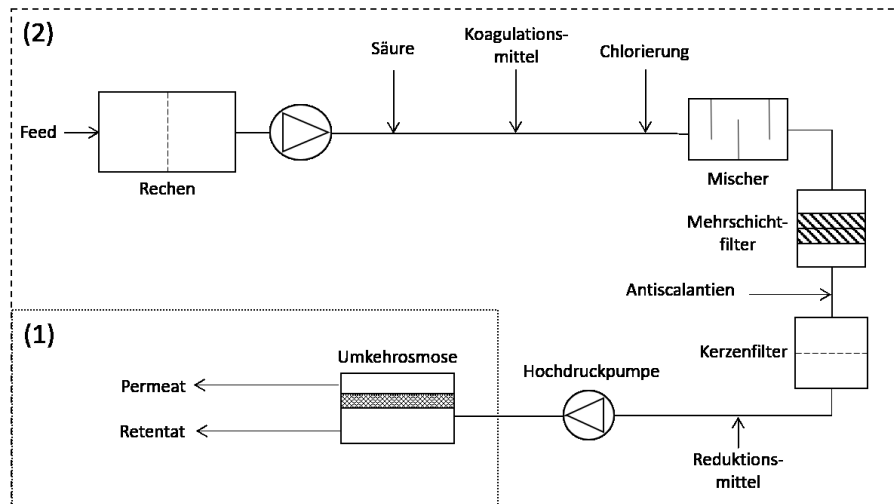 (2)
Säure
Koagulations-
mittel
Chlorierung
Feed
Rechen
Mischer
Mehrschicht-
filter
Antiscalantien
Kerzenfilter
(1)
Umkehrosmose
Hochdruckpumpe
Permeat
Retentat
Reduktions-
mittel